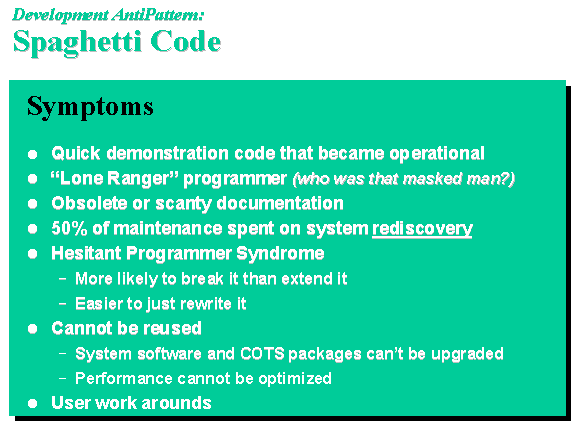 Development AntiPattern:
Spaghetti Code
Symptoms
● Quick demonstration code that became operational
● “Lone Ranger” programmer (who was that masked man?)
● Obsolete or scanty documentation
● 50% of maintenance spent on system rediscovery
● Hesitant Programmer Syndrome
– More likely to break it than extend it
– Easier to just rewrite it
● Cannot be reused
– System software and COTS packages can’t be upgraded
– Performance cannot be optimized
● User work arounds